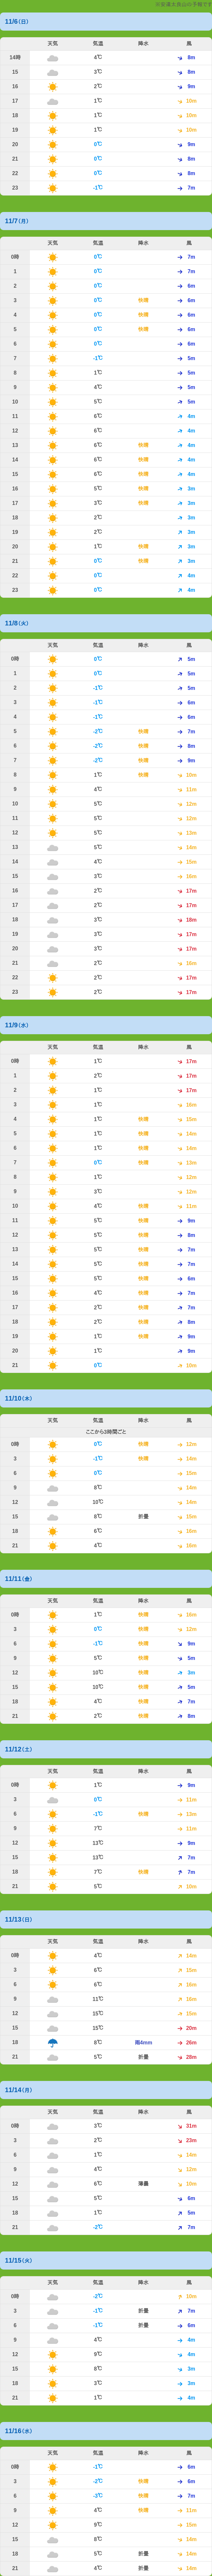 ※安達太良山の予報です
11/6(日)
天気 気温 降水 風
14時 4℃ 8m
15 3℃ 8m
16 2℃ 9m
17 1℃ 10m
18 1℃ 10m
19 1℃ 10m
20 0℃ 9m
21 0℃ 8m
22 0℃ 8m
23 -1℃ 7m
11/7(月)
天気 気温 降水 風
0時 0℃ 7m
1 0℃ 7m
2 0℃ 6m
3 0℃ 快晴 6m
4 0℃ 快晴 6m
5 0℃ 快晴 6m
6 0℃ 6m
7 -1℃ 5m
8 1℃ 5m
9 4℃ 5m
10 5℃ 5m
11 6℃ 4m
12 6℃ 4m
13 6℃ 快晴 4m
14 6℃ 快晴 4m
15 6℃ 快晴 4m
16 5℃ 快晴 3m
17 3℃ 快晴 3m
18 2℃ 3m
19 2℃ 3m
20 1℃ 快晴 3m
21 0℃ 快晴 3m
22 0℃ 4m
23 0℃ 4m
11/8(火)
天気 気温 降水 風
0時 0℃ 5m
1 0℃ 5m
2 -1℃ 5m
3 -1℃ 6m
4 -1℃ 6m
5 -2℃ 快晴 7m
6 -2℃ 快晴 8m
7 -2℃ 快晴 9m
8 1℃ 快晴 10m
9 4℃ 11m
10 5℃ 12m
11 5℃ 12m
12 5℃ 13m
13 5℃ 14m
14 4℃ 15m
15 3℃ 16m
16 2℃ 17m
17 2℃ 17m
18 3℃ 18m
19 3℃ 17m
20 3℃ 17m
21 2℃ 16m
22 2℃ 17m
23 2℃ 17m
11/9(水)
天気 気温 降水 風
0時 1℃ 17m
1 2℃ 17m
2 1℃ 17m
3 1℃ 16m
4 1℃ 快晴 15m
5 1℃ 快晴 14m
6 1℃ 快晴 14m
7 0℃ 快晴 13m
8 1℃ 12m
9 3℃ 12m
10 4℃ 快晴 11m
11 5℃ 快晴 9m
12 5℃ 快晴 8m
13 5℃ 快晴 7m
14 5℃ 快晴 7m
15 5℃ 快晴 6m
16 4℃ 快晴 7m
17 2℃ 快晴 7m
18 2℃ 快晴 8m
19 1℃ 快晴 9m
20 1℃ 9m
21 0℃ 10m
11/10(木)
天気 気温 降水 風
ここから3時間ごと
0時 0℃ 快晴 12m
3 -1℃ 快晴 14m
6 0℃ 15m
9 8℃ 14m
12 10℃ 14m
15 8℃ 折曇 15m
18 6℃ 16m
21 4℃ 16m
11/11(金)
天気 気温 降水 風
0時 1℃ 快晴 16m
3 0℃ 快晴 12m
6 -1℃ 快晴 9m
9 5℃ 快晴 5m
12 10℃ 快晴 3m
15 10℃ 快晴 5m
18 4℃ 快晴 7m
21 2℃ 快晴 8m
11/12(土)
天気 気温 降水 風
0時 1℃ 9m
3 0℃ 11m
6 -1℃ 快晴 13m
9 7℃ 11m
12 13℃ 9m
15 13℃ 7m
18 7℃ 快晴 7m
21 5℃ 10m
11/13(日)
天気 気温 降水 風
0時 4℃ 14m
3 6℃ 15m
6 6℃ 16m
9 11℃ 16m
12 15℃ 15m
15 15℃ 20m
18 8℃ 雨4mm 26m
21 5℃ 折曇 28m
11/14(月)
天気 気温 降水 風
0時 3℃ 31m
3 2℃ 23m
6 1℃ 14m
9 4℃ 12m
12 6℃ 薄曇 10m
15 5℃ 6m
18 1℃ 5m
21 -2℃ 7m
11/15(火)
天気 気温 降水 風
0時 -2℃ 10m
3 -1℃ 折曇 7m
6 -1℃ 折曇 6m
9 4℃ 4m
12 9℃ 4m
15 8℃ 3m
18 3℃ 3m
21 1℃ 4m
11/16(水)
天気 気温 降水 風
0時 -1℃ 6m
3 -2℃ 快晴 6m
6 -3℃ 快晴 7m
9 4℃ 快晴 11m
12 9℃ 15m
15 8℃ 14m
18 5℃ 折曇 14m
21 4℃ 折曇 14m